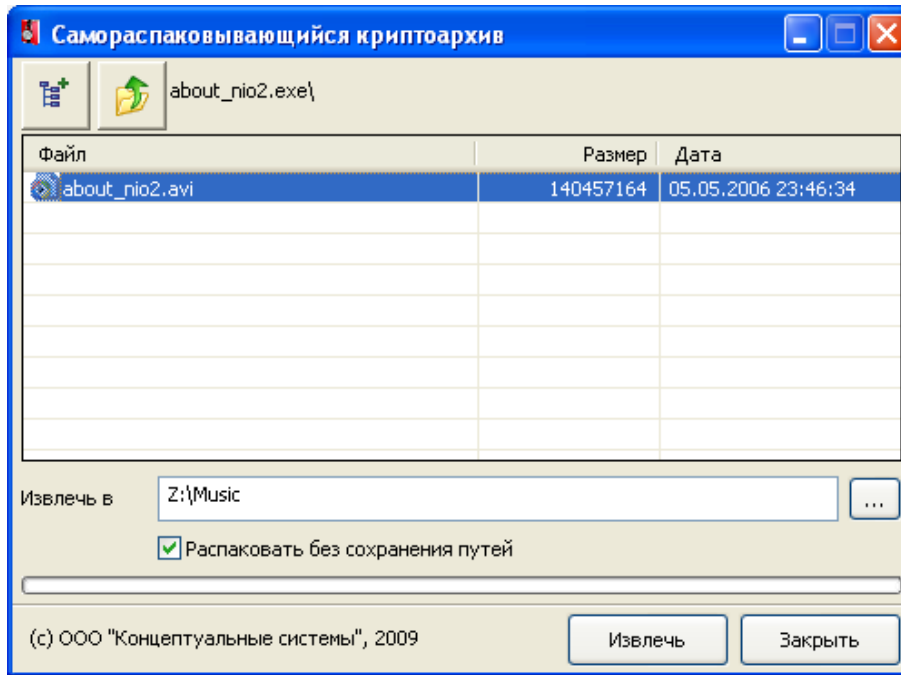 Самораспаковывающийся криптоархив
about_nio2.exe\
Файл Размер Дата
about_nio2.avi 140457164 05.05.2006 23:46:34
Извлечь в Z:\Music ...
Распаковать без сохранения путей
(с) ООО "Концептуальные системы", 2009 Извлечь Закрыть